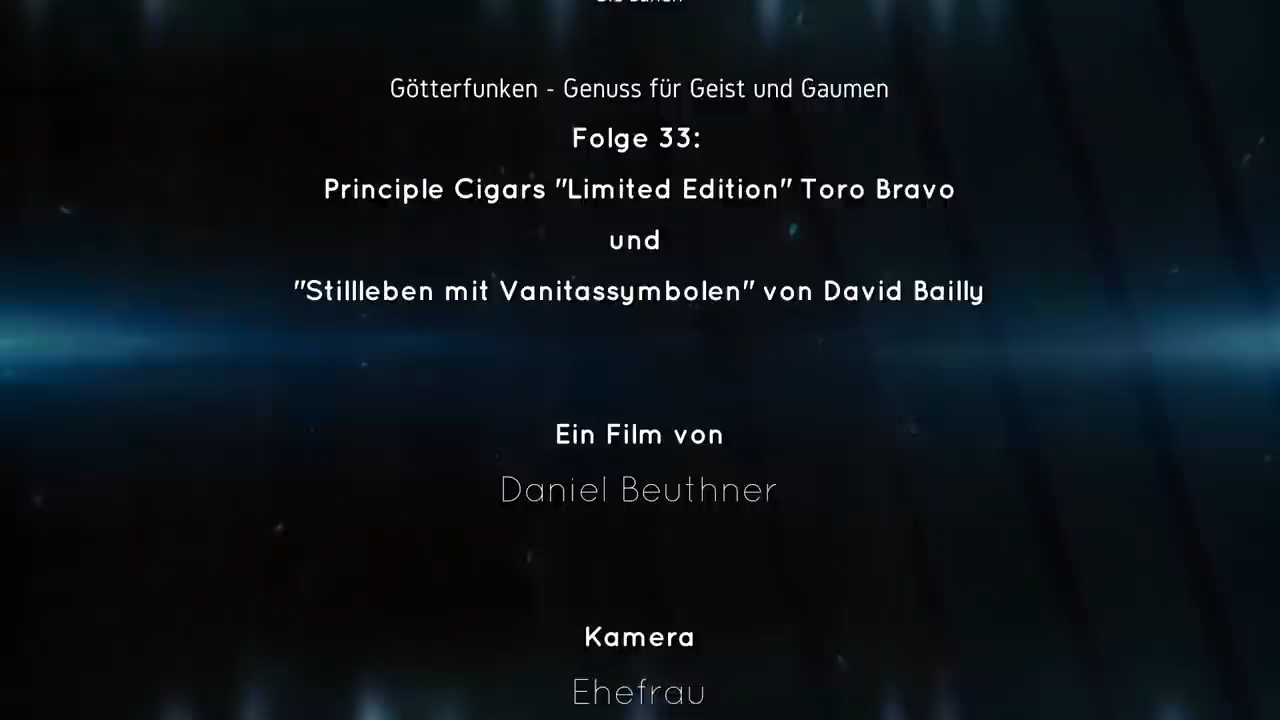 Götterfunken - Genuss für Geist und Gaumen
Folge 33:
Principle Cigars "Limited Edition" Toro Bravo
und
"Stillleben mit Vanitassymbolen" von David Bailly
Ein Film von
Daniel Beuthner
Kamera
Ehefrau